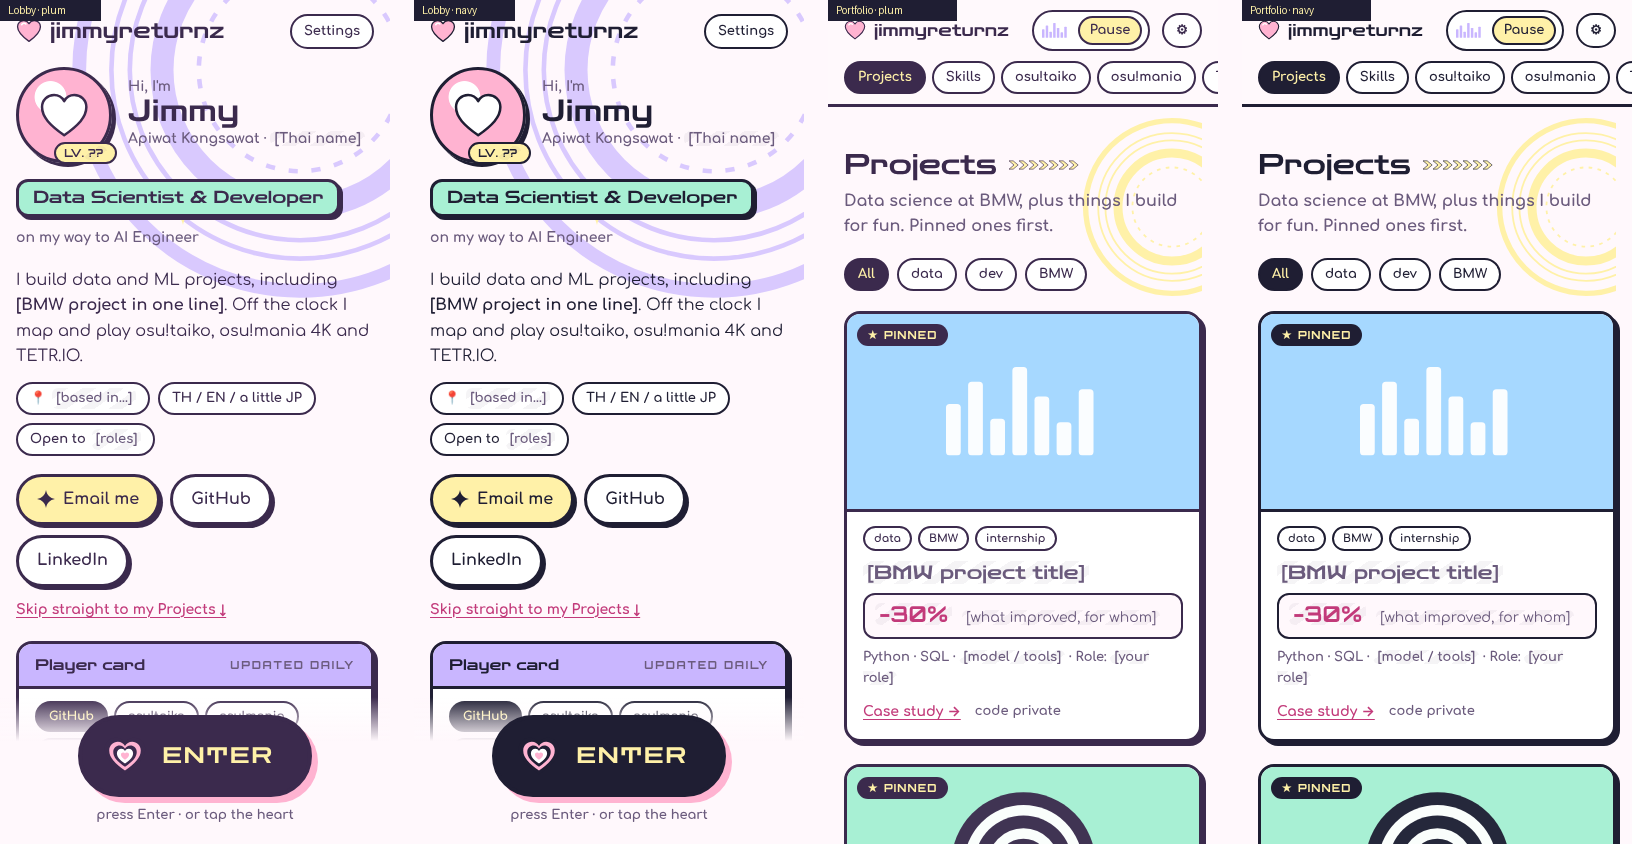 Lobby · plum
jimmyreturnz
Settings
Hi, I'm
Jimmy
Apiwat Kongsawat · [Thai name]
LV. ??
Data Scientist & Developer
on my way to AI Engineer
I build data and ML projects, including
[BMW project in one line]. Off the clock I
map and play osu!taiko, osu!mania 4K and
TETR.IO.
[based in...]
TH / EN / a little JP
Open to [roles]
Email me
GitHub
LinkedIn
Skip straight to my Projects ↓
Player card
UPDATED DAILY
GitHub
osu!taiko
osu!mania
ENTER
press Enter · or tap the heart
Lobby · navy
jimmyreturnz
Settings
Hi, I'm
Jimmy
Apiwat Kongsawat · [Thai name]
LV. ??
Data Scientist & Developer
on my way to AI Engineer
I build data and ML projects, including
[BMW project in one line]. Off the clock I
map and play osu!taiko, osu!mania 4K and
TETR.IO.
[based in...]
TH / EN / a little JP
Open to [roles]
Email me
GitHub
LinkedIn
Skip straight to my Projects ↓
Player card
UPDATED DAILY
GitHub
osu!taiko
osu!mania
ENTER
press Enter · or tap the heart
Portfolio · plum
jimmyreturnz
Pause
Projects
Skills
osu!taiko
osu!mania
Projects
Data science at BMW, plus things I build
for fun. Pinned ones first.
All
data
dev
BMW
★ PINNED
data
BMW
internship
[BMW project title]
-30% [what improved, for whom]
Python · SQL · [model / tools] · Role: [your
role]
Case study → code private
★ PINNED
Portfolio · navy
jimmyreturnz
Pause
Projects
Skills
osu!taiko
osu!mania
Projects
Data science at BMW, plus things I build
for fun. Pinned ones first.
All
data
dev
BMW
★ PINNED
data
BMW
internship
[BMW project title]
-30% [what improved, for whom]
Python · SQL · [model / tools] · Role: [your
role]
Case study → code private
★ PINNED